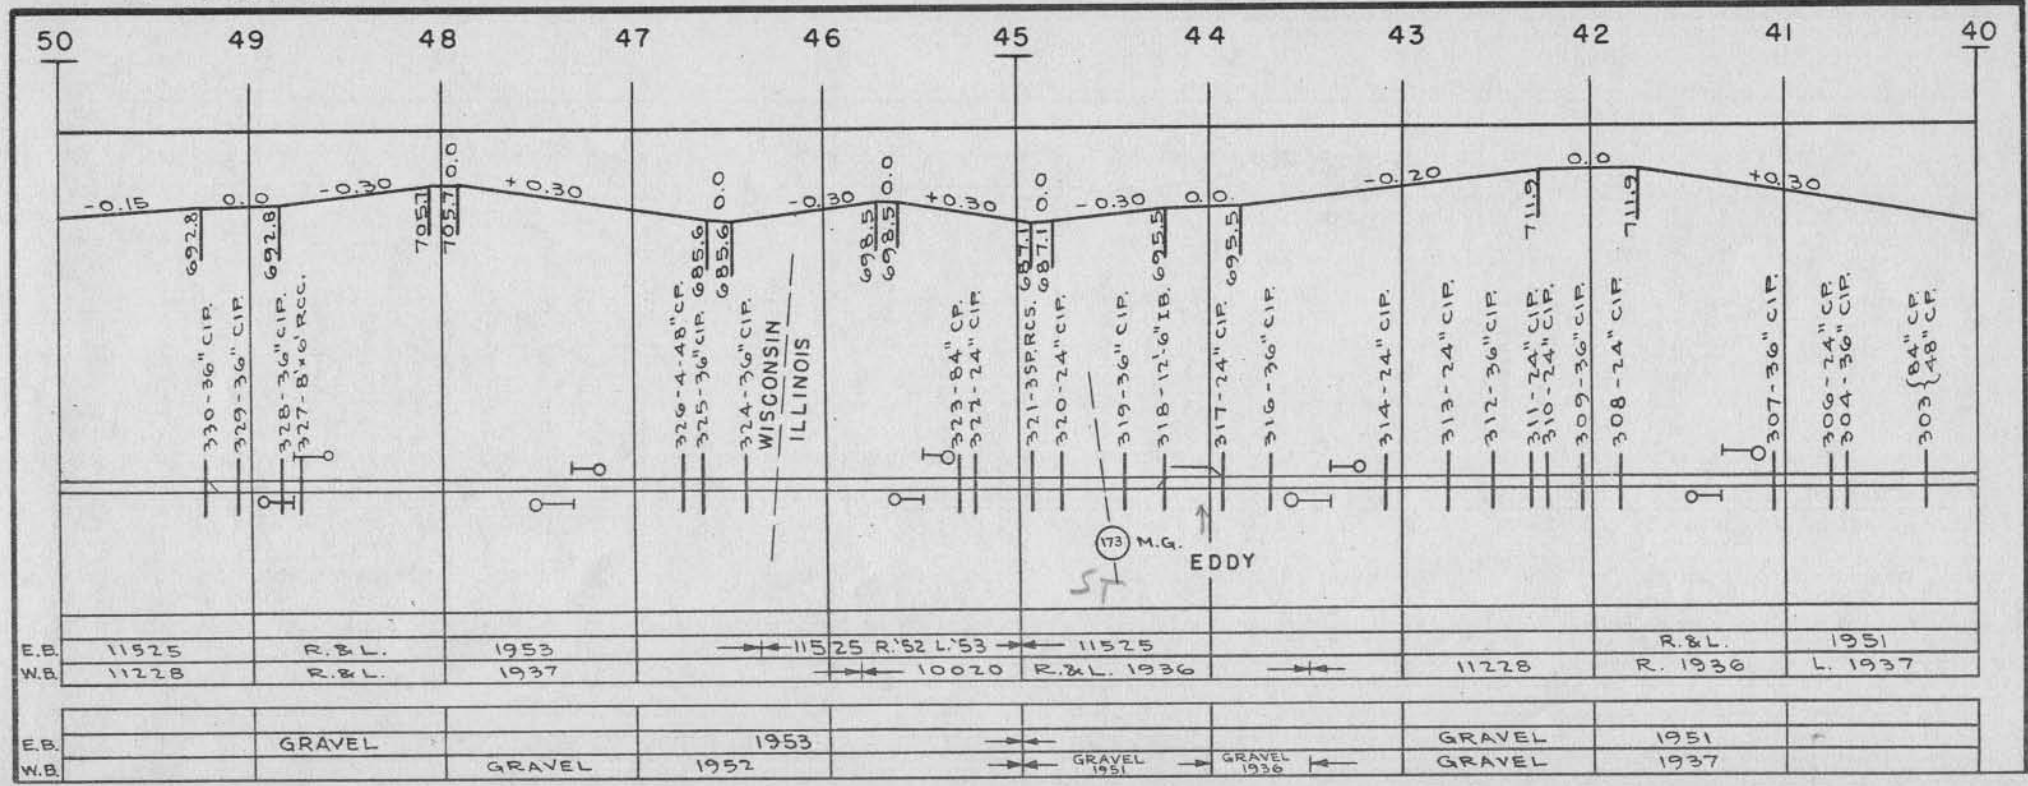 50 49 48 47 46 45 44 43 42 41 40
-0.15 0.0 -0.30 0.0 +0.30 0.0 -0.30 0.0 +0.30 0.0 -0.30 0.0 -0.20 0.0 +0.30
692.8 692.8 705.7 705.7 685.6 685.6 698.5 698.5 687.1 687.1 695.5 695.5 711.9 711.9
330-36" CIP.
329-36" CIP.
328-36" CIP.
327-8'x6' RCC.
326-4-48" CP.
325-36" CIP.
324-36" CIP.
WISCONSIN
ILLINOIS
323-84" CP.
322-24" CIP.
321-35P.RCS.
320-24" CIP.
319-36" CIP.
318-12'-6" I.B.
317-24" CIP.
316-36" CIP.
314-24" CIP.
313-24" CIP.
312-36" CIP.
311-24" CIP.
310-24" CIP.
309-36" CIP.
308-24" CIP.
307-36" CIP.
306-24" CP.
304-36" CIP.
303 { 84" CP.
48" CP.
173 M.G.
ST
EDDY
E.B. 11525 R.&L. 1953 11525 R.'52 L.'53 11525 R.&L. 1951
W.B. 11228 R.&L. 1937 10020 R.&L. 1936 11228 R. 1936 L. 1937
E.B. GRAVEL 1953 GRAVEL 1951
W.B. GRAVEL 1952 GRAVEL 1951 GRAVEL 1936 GRAVEL 1937